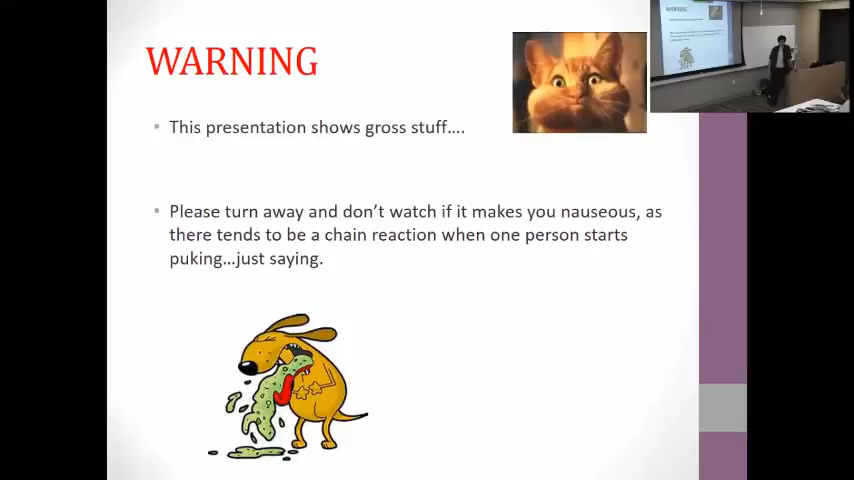 WARNING
• This presentation shows gross stuff....
• Please turn away and don't watch if it makes you nauseous, as
there tends to be a chain reaction when one person starts
puking...just saying.
WARNING